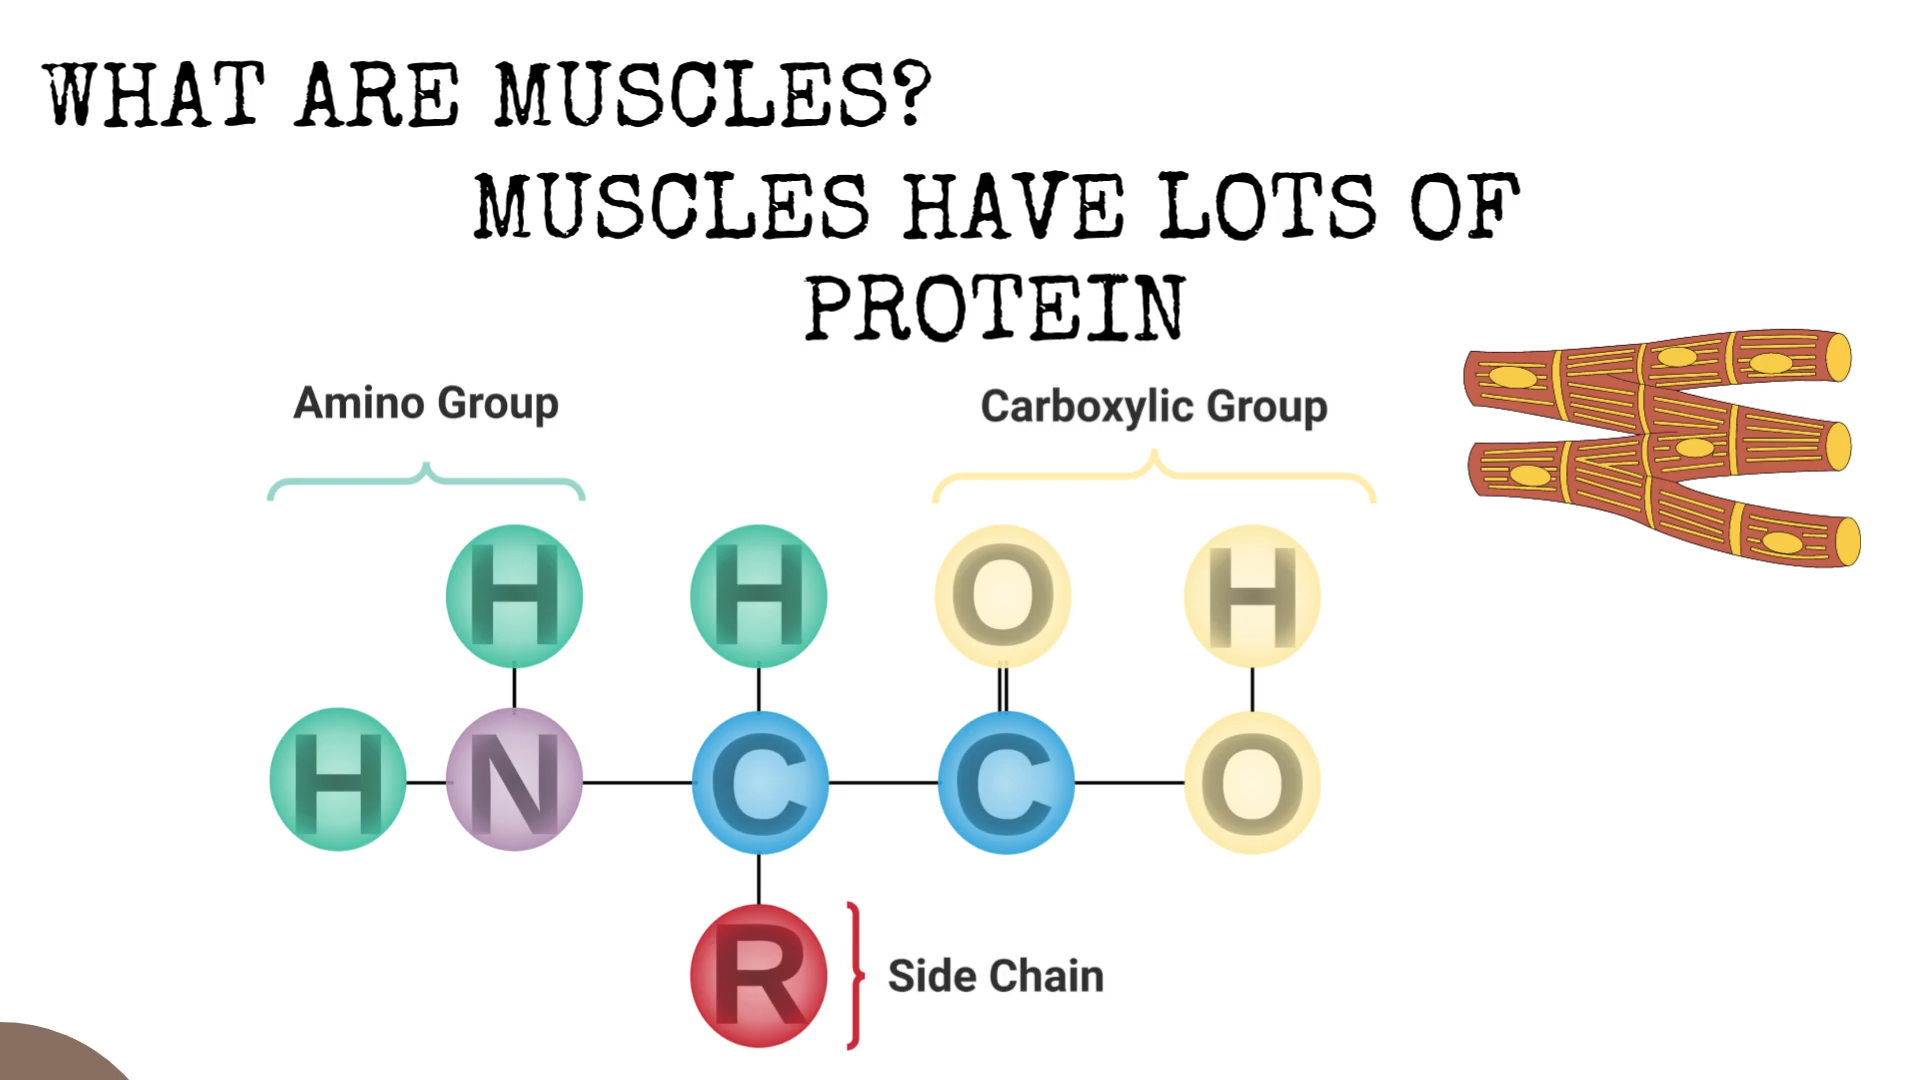 WHAT ARE MUSCLES?
MUSCLES HAVE LOTS OF
PROTEIN
Amino Group
Carboxylic Group
H H O H
H N C C O
R Side Chain